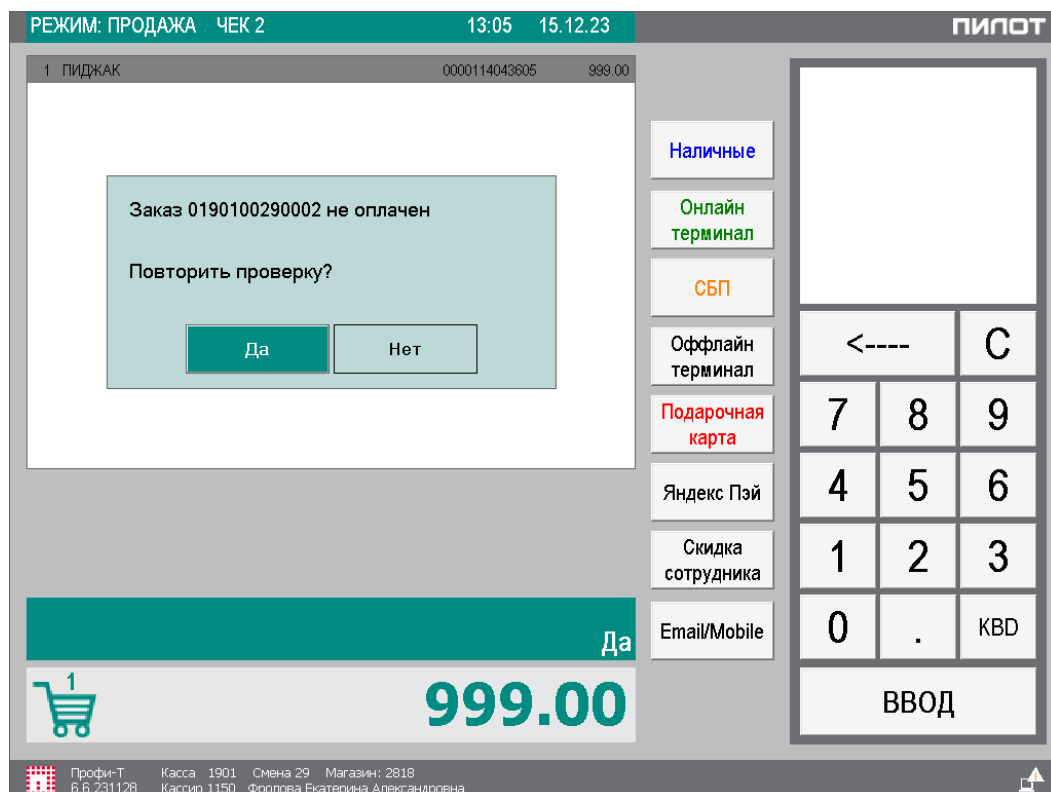 РЕЖИМ: ПРОДАЖА ЧЕК 2 13:05 15.12.23 ПИЛОТ
1 ПИДЖАК 0000114043605 999.00
Заказ 0190100290002 не оплачен
Повторить проверку?
Да Нет
Да
1
999.00
Наличные
Онлайн
терминал
СБП
Оффлайн
терминал
Подарочная
карта
Яндекс Пэй
Скидка
сотрудника
Email/Mobile
<---- C
7 8 9
4 5 6
1 2 3
0 . KBD
ВВОД
Профи-Т Касса 1901 Смена 29 Магазин: 2818
6.6.231128 Кассир 1150 Фролова Екатерина Александровна